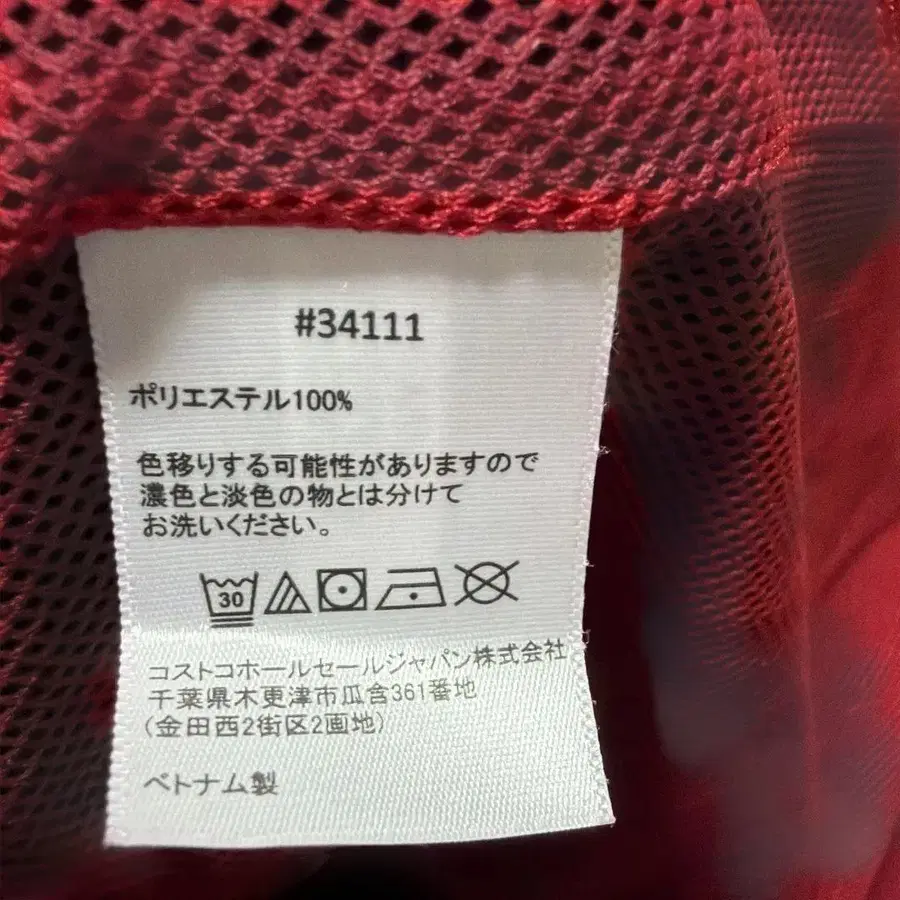 #34111
ポリエステル100%
色移りする可能性がありますので
濃色と淡色の物とは分けて
お洗いください。
30
コストコホールセールジャパン株式会社
千葉県木更津市瓜倉361番地
(金田西2街区2画地)
ベトナム製